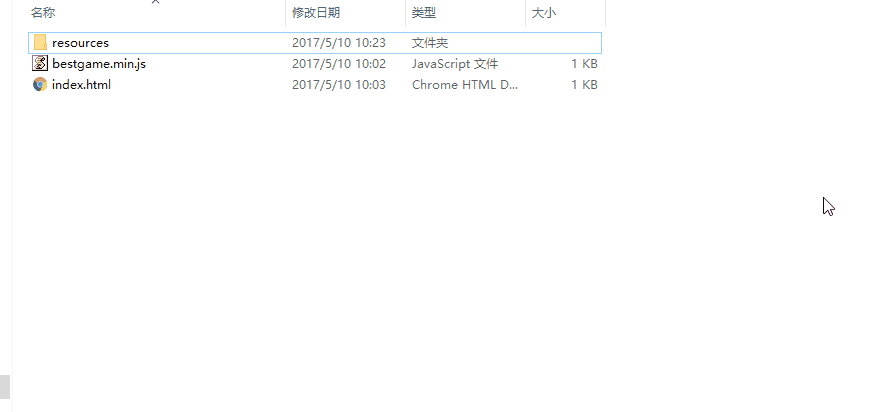 名称 修改日期 类型 大小
resources 2017/5/10 10:23 文件夹
bestgame.min.js 2017/5/10 10:02 JavaScript 文件 1 KB
index.html 2017/5/10 10:03 Chrome HTML D... 1 KB